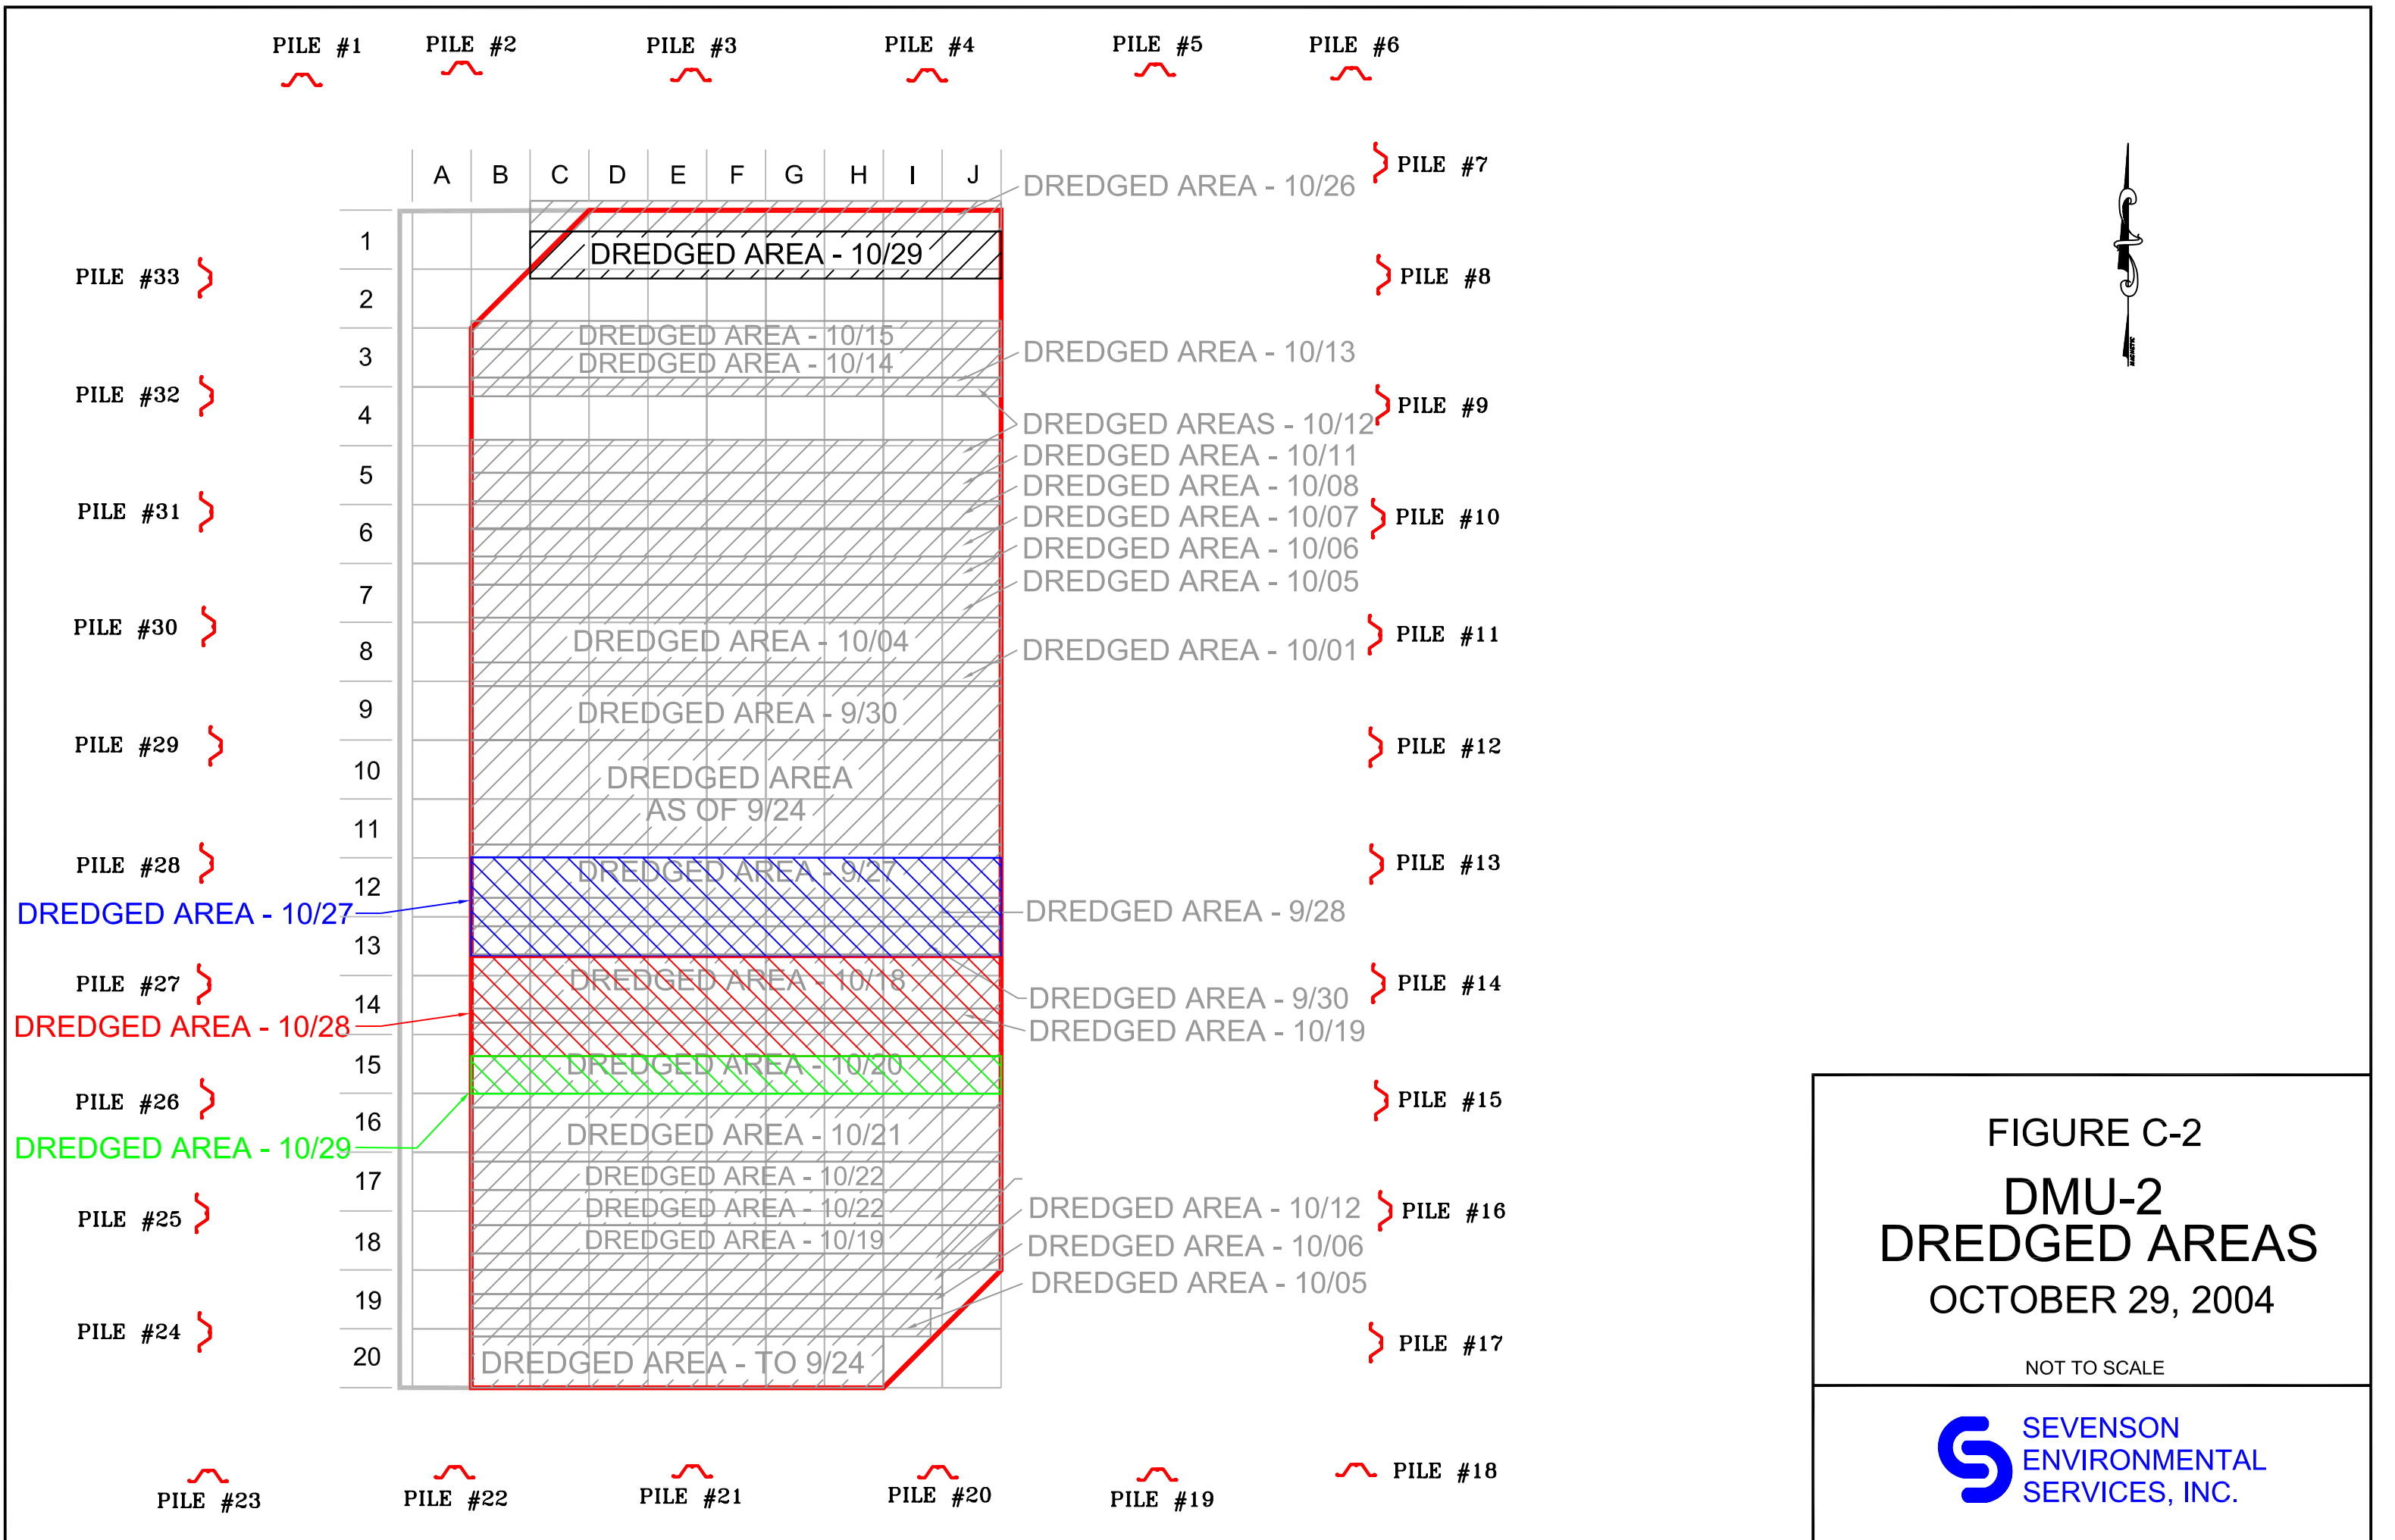 PILE #1
PILE #2
PILE #3
PILE #4
PILE #5
PILE #6
PILE #7
PILE #8
PILE #9
PILE #10
PILE #11
PILE #12
PILE #13
PILE #14
PILE #15
PILE #16
PILE #17
PILE #18
PILE #19
PILE #20
PILE #21
PILE #22
PILE #23
PILE #24
PILE #25
PILE #26
PILE #27
PILE #28
PILE #29
PILE #30
PILE #31
PILE #32
PILE #33
A B C D E F G H I J
1
2
3
4
5
6
7
8
9
10
11
12
13
14
15
16
17
18
19
20
DREDGED AREA - 10/29
DREDGED AREA - 10/15
DREDGED AREA - 10/14
DREDGED AREA - 10/04
DREDGED AREA - 9/30
DREDGED AREA
AS OF 9/24
DREDGED AREA - 9/27
DREDGED AREA - 10/18
DREDGED AREA - 10/20
DREDGED AREA - 10/21
DREDGED AREA - 10/22
DREDGED AREA - 10/22
DREDGED AREA - 10/19
DREDGED AREA - TO 9/24
DREDGED AREA - 10/27
DREDGED AREA - 10/28
DREDGED AREA - 10/29
DREDGED AREA - 10/26
DREDGED AREA - 10/13
DREDGED AREAS - 10/12
DREDGED AREA - 10/11
DREDGED AREA - 10/08
DREDGED AREA - 10/07
DREDGED AREA - 10/06
DREDGED AREA - 10/05
DREDGED AREA - 10/01
DREDGED AREA - 9/28
DREDGED AREA - 9/30
DREDGED AREA - 10/19
DREDGED AREA - 10/12
DREDGED AREA - 10/06
DREDGED AREA - 10/05
MAGNETIC
FIGURE C-2
DMU-2
DREDGED AREAS
OCTOBER 29, 2004
NOT TO SCALE
SEVENSON
ENVIRONMENTAL
SERVICES, INC.